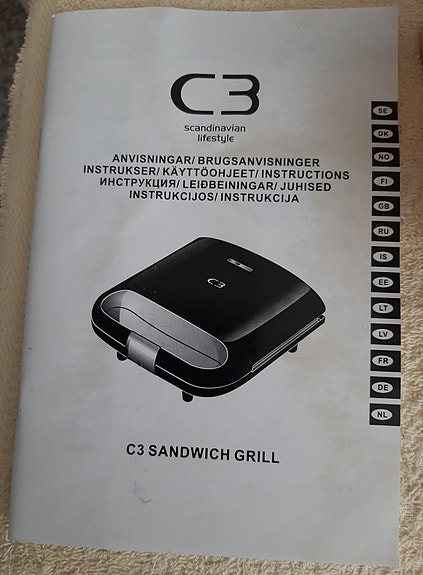 C3
scandinavian
lifestyle
ANVISNINGAR/ BRUGSANVISNINGER
INSTRUKSER/ KÄYTTÖOHJEET/ INSTRUCTIONS
ИНСТРУКЦИЯ/ LEIÐBEININGAR/ JUHISED
INSTRUKCIJOS/ INSTRUKCIJA
SE
DK
NO
FI
GB
RU
IS
EE
LT
LV
FR
DE
NL
C3
C3 SANDWICH GRILL